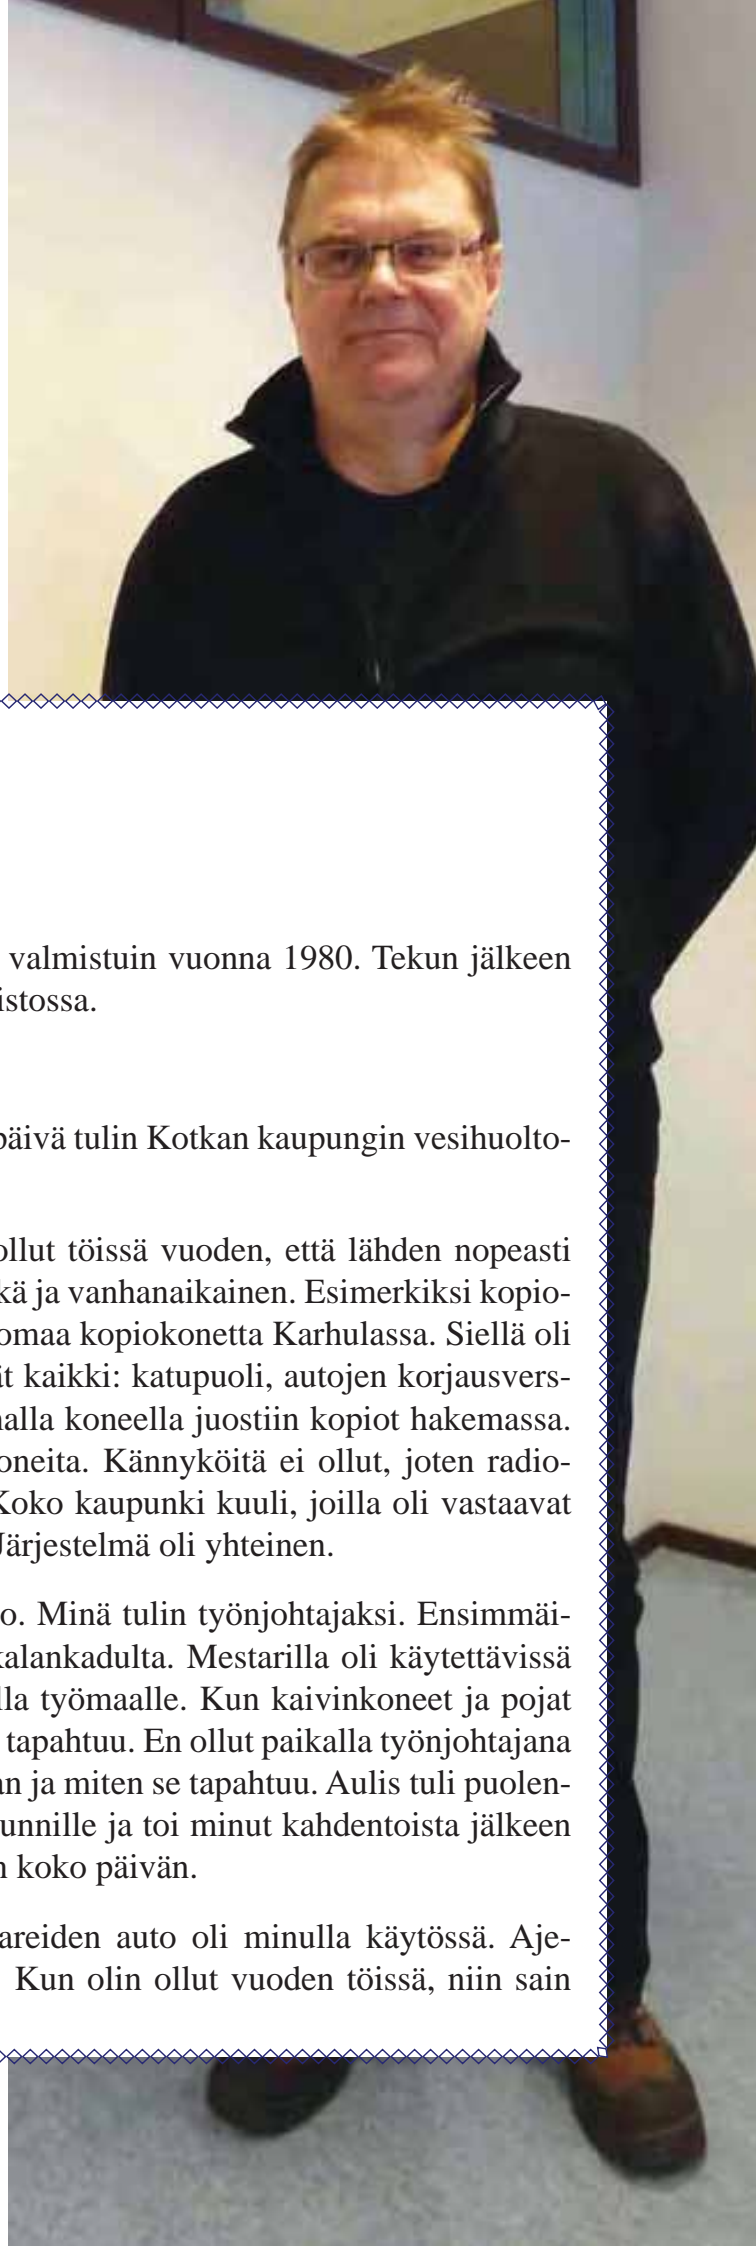 valmistuin vuonna 1980. Tekun jälkeen
istossa.
päivä tulin Kotkan kaupungin vesihuolto-
ollut töissä vuoden, että lähden nopeasti
kä ja vanhanaikainen. Esimerkiksi kopio-
omaa kopiokonetta Karhulassa. Siellä oli
ät kaikki: katupuoli, autojen korjausvers-
nalla koneella juostiin kopiot hakemassa.
oneita. Kännyköitä ei ollut, joten radio-
Koko kaupunki kuuli, joilla oli vastaavat
Järjestelmä oli yhteinen.
o. Minä tulin työnjohtajaksi. Ensimmäi-
kalankadulta. Mestarilla oli käytettävissä
lla työmaalle. Kun kaivinkoneet ja pojat
tapahtuu. En ollut paikalla työnjohtajana
an ja miten se tapahtuu. Aulis tuli puolen-
unnille ja toi minut kahdentoista jälkeen
n koko päivän.
areiden auto oli minulla käytössä. Aje-
Kun olin ollut vuoden töissä, niin sain